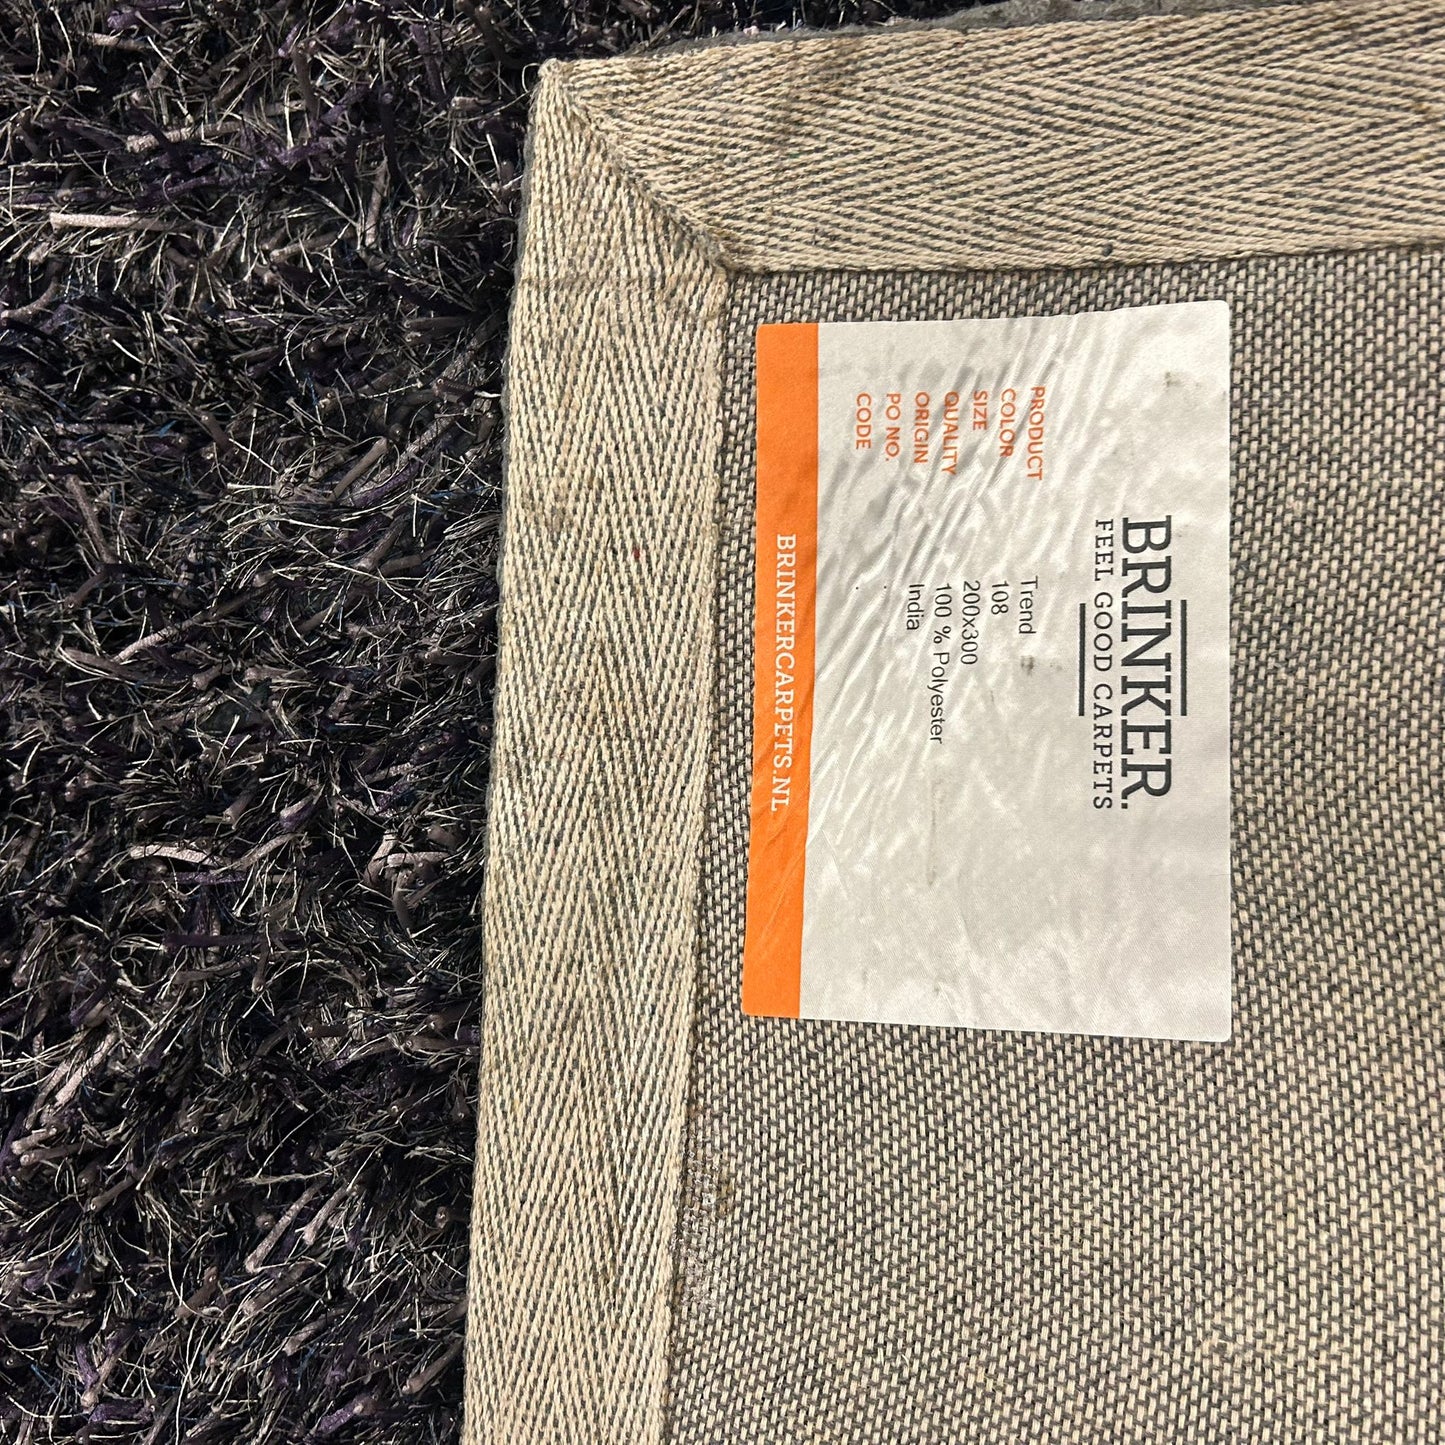 BRINKER.
FEEL GOOD CARPETS
PRODUCT Trend
COLOR 108
SIZE 200x300
QUALITY 100 % Polyester
ORIGIN India
PO NO.
CODE
BRINKERCARPETS.NL